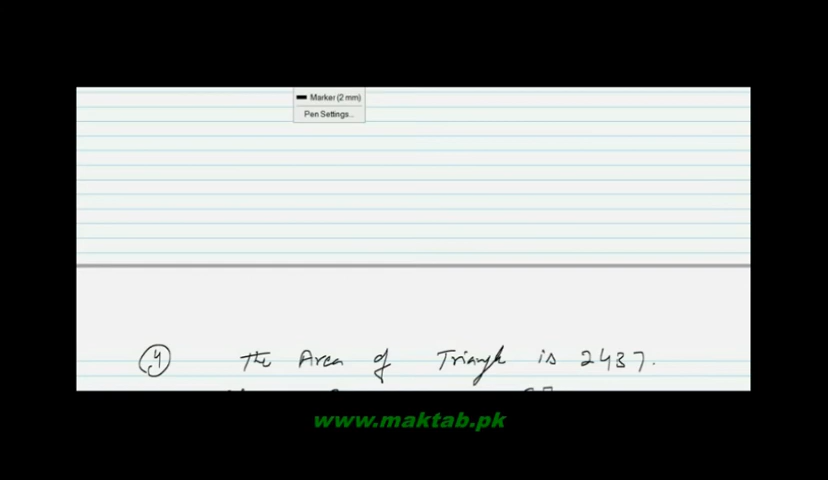 Marker (2 mm)
Pen Settings...
4 The Area of Triangle is 2437.
www.maktab.pk